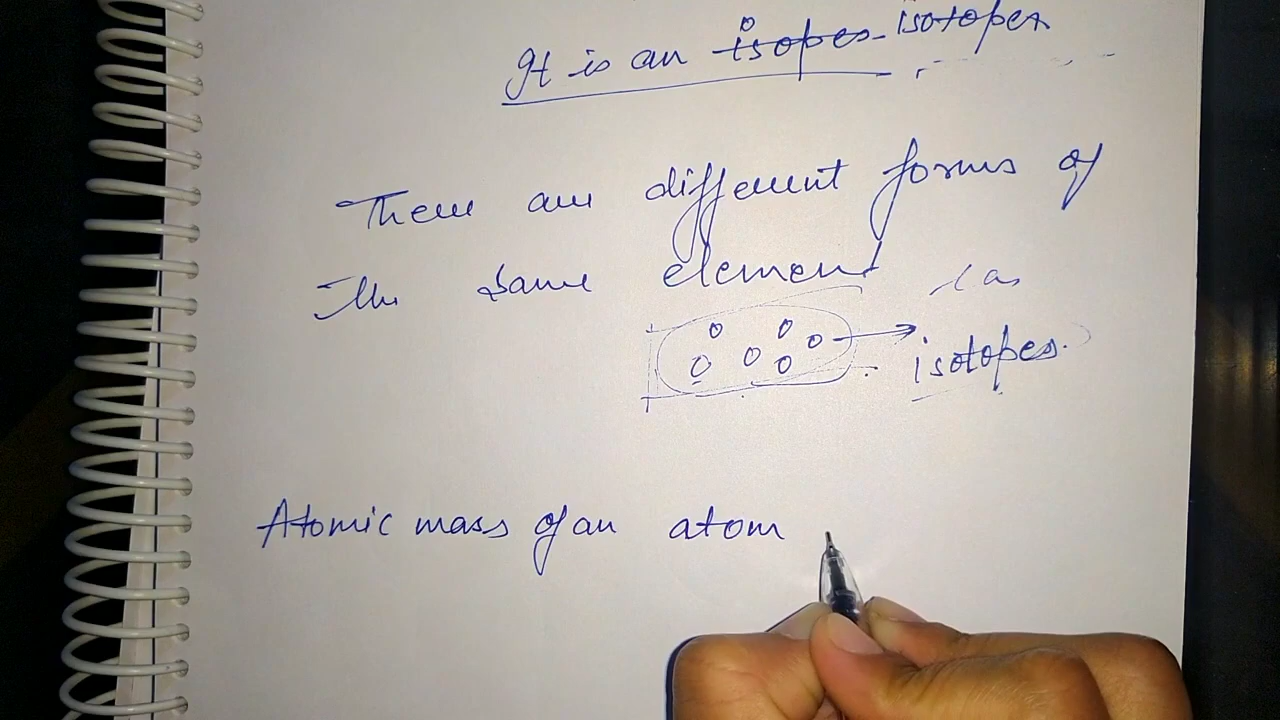 It is an isopes isotopes
There are different forms of
the same element as
isotopes.
Atomic mass of an atom